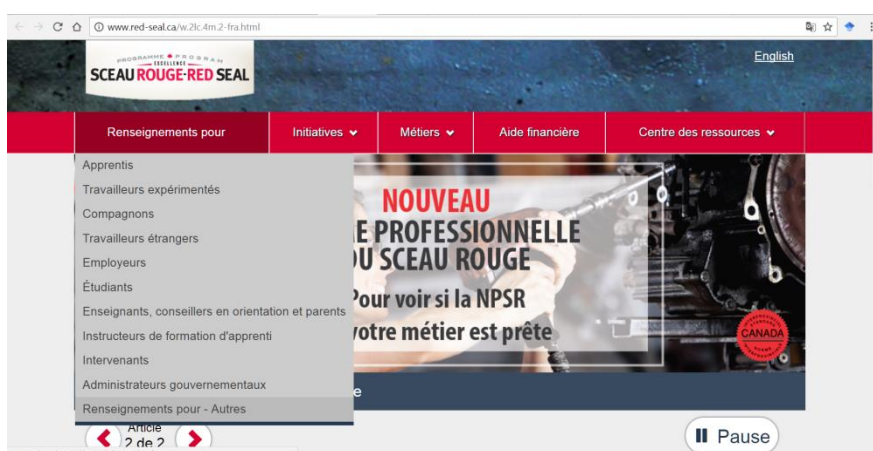 www.red-seal.ca/w.2lc.4m.2-fra.html
PROGRAMME PROGRAM
EXCELLENCE
SCEAU ROUGE-RED SEAL
English
Renseignements pour
Initiatives
Métiers
Aide financière
Centre des ressources
Apprentis
Travailleurs expérimentés
Compagnons
Travailleurs étrangers
Employeurs
Étudiants
Enseignants, conseillers en orientation et parents
Instructeurs de formation d'apprenti
Intervenants
Administrateurs gouvernementaux
Renseignements pour - Autres
NOUVEAU
E PROFESSIONNELLE
U SCEAU ROUGE
Pour voir si la NPSR
votre métier est prête
CANADA
e
Article
2 de 2
Pause